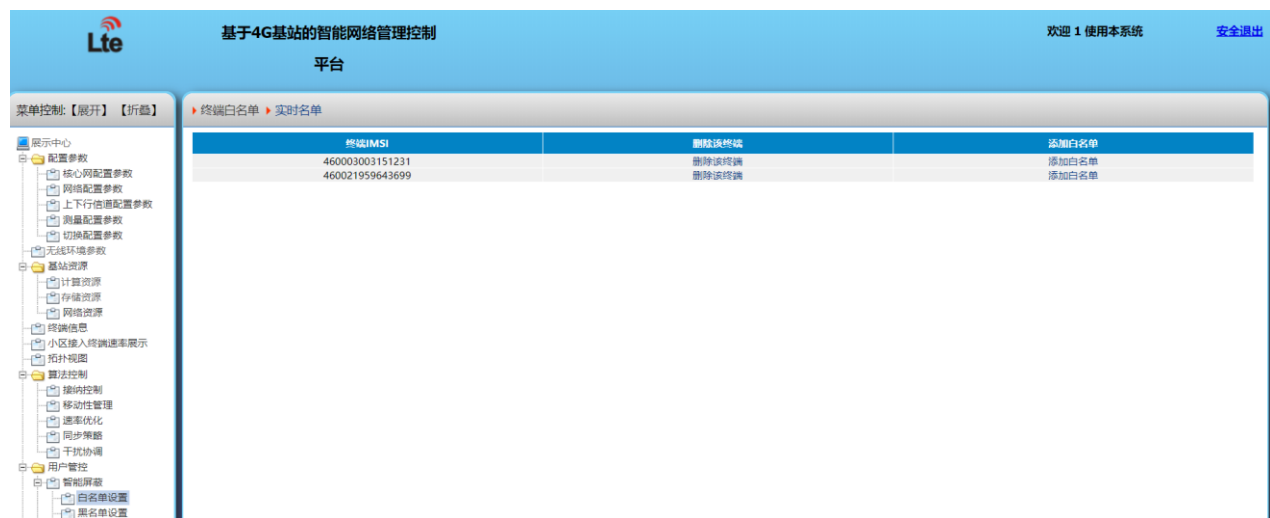 Lte
基于4G基站的智能网络管理控制
平台
欢迎 1 使用本系统
安全退出
菜单控制:【展开】 【折叠】
终端白名单 实时名单
展示中心
配置参数
核心网配置参数
网络配置参数
上下行信道配置参数
测量配置参数
切换配置参数
无线环境参数
基站资源
计算资源
存储资源
网络资源
终端信息
小区接入终端速率展示
拓扑视图
算法控制
接纳控制
移动性管理
速率优化
同步策略
干扰协调
用户管控
智能屏蔽
白名单设置
黑名单设置
终端IMSI 删除该终端 添加白名单
460003003151231 删除该终端 添加白名单
460021959643699 删除该终端 添加白名单